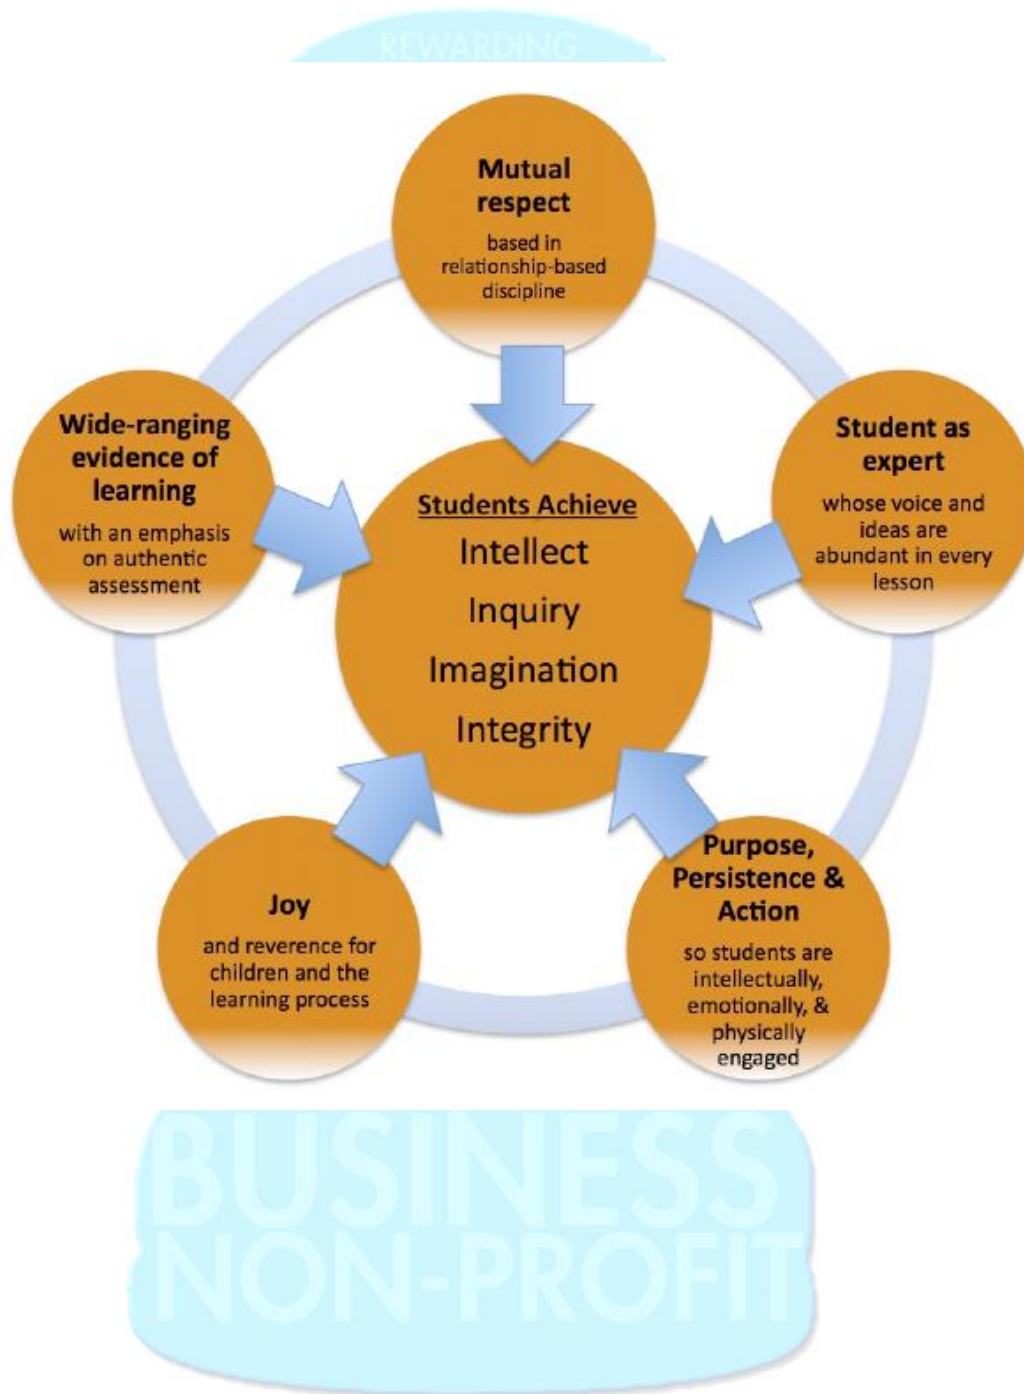 REWARDING
Mutual
respect
based in
relationship-based
discipline
Wide-ranging
evidence of
learning
with an emphasis
on authentic
assessment
Student as
expert
whose voice and
ideas are
abundant in every
lesson
Students Achieve
Intellect
Inquiry
Imagination
Integrity
Joy
and reverence for
children and the
learning process
Purpose,
Persistence &
Action
so students are
intellectually,
emotionally, &
physically
engaged
BUSINESS
NON-PROFIT